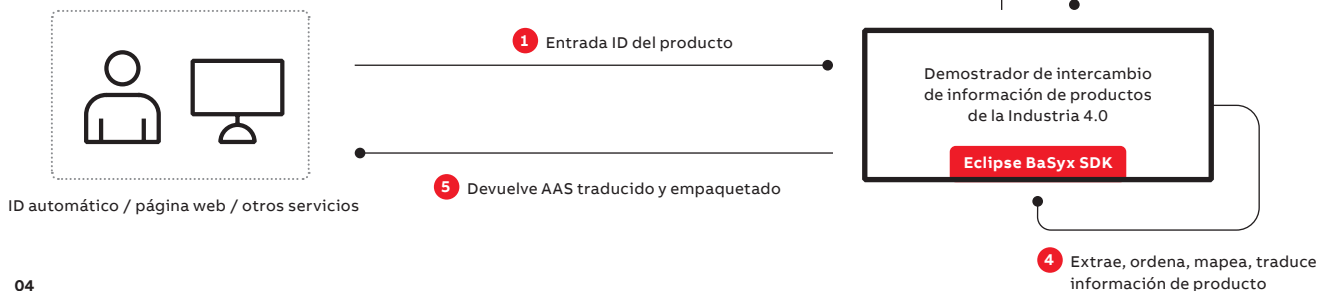 1 Entrada ID del producto
Demostrador de intercambio
de información de productos
de la Industria 4.0
Eclipse BaSyx SDK
5 Devuelve AAS traducido y empaquetado
ID automático / página web / otros servicios
4 Extrae, ordena, mapea, traduce
información de producto
04